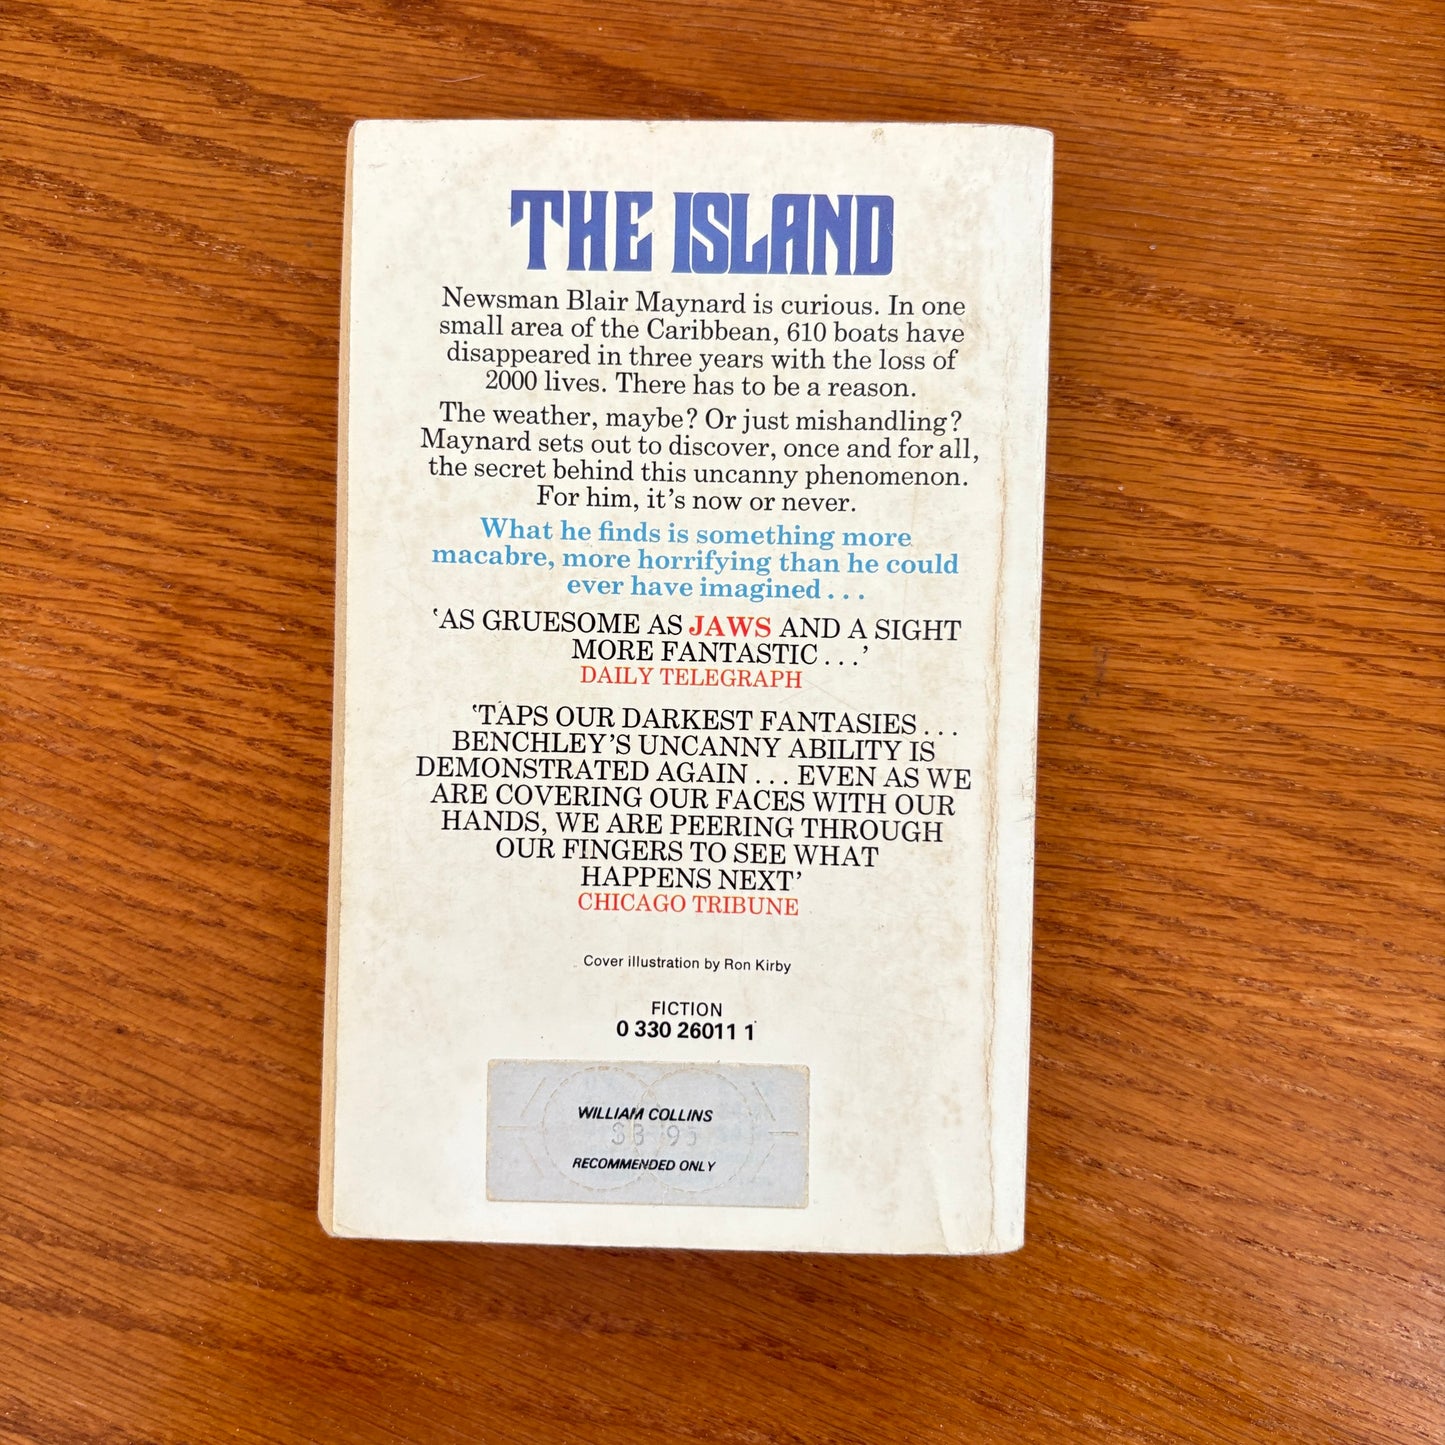 THE ISLAND
Newsman Blair Maynard is curious. In one
small area of the Caribbean, 610 boats have
disappeared in three years with the loss of
2000 lives. There has to be a reason.
The weather, maybe? Or just mishandling?
Maynard sets out to discover, once and for all,
the secret behind this uncanny phenomenon.
For him, it's now or never.
What he finds is something more
macabre, more horrifying than he could
ever have imagined . . .
‘AS GRUESOME AS JAWS AND A SIGHT
MORE FANTASTIC . . .’
DAILY TELEGRAPH
‘TAPS OUR DARKEST FANTASIES . . .
BENCHLEY’S UNCANNY ABILITY IS
DEMONSTRATED AGAIN . . . EVEN AS WE
ARE COVERING OUR FACES WITH OUR
HANDS, WE ARE PEERING THROUGH
OUR FINGERS TO SEE WHAT
HAPPENS NEXT’
CHICAGO TRIBUNE
Cover illustration by Ron Kirby
FICTION
0 330 26011 1
WILLIAM COLLINS
RECOMMENDED ONLY